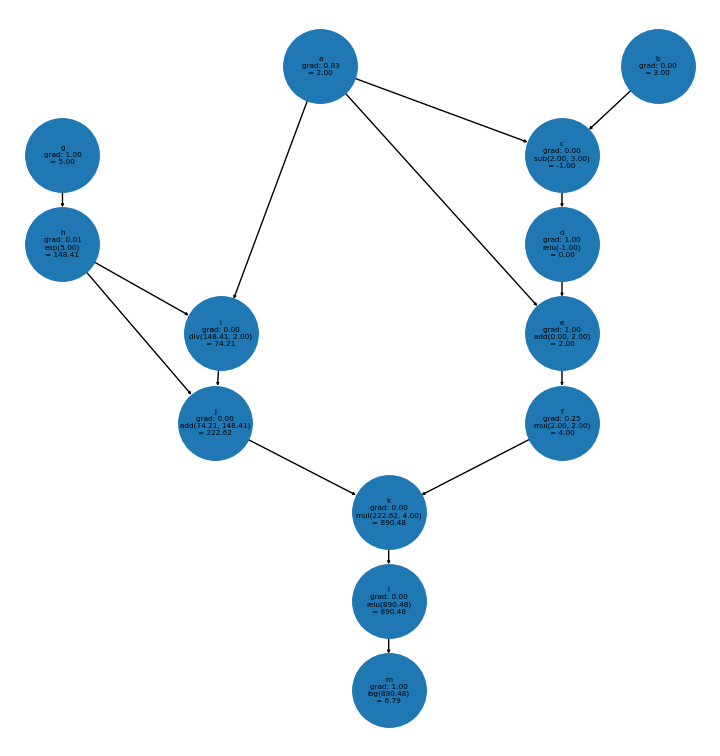 a
grad: 0.83
= 2.00
b
grad: 0.00
= 3.00
g
grad: 1.00
= 5.00
c
grad: 0.00
sub(2.00, 3.00)
= -1.00
h
grad: 0.01
exp(5.00)
= 148.41
d
grad: 1.00
relu(-1.00)
= 0.00
i
grad: 0.00
div(148.41, 2.00)
= 74.21
e
grad: 1.00
add(0.00, 2.00)
= 2.00
j
grad: 0.00
add(74.21, 148.41)
= 222.62
f
grad: 0.25
mul(2.00, 2.00)
= 4.00
k
grad: 0.00
mul(222.62, 4.00)
= 890.48
l
grad: 0.00
relu(890.48)
= 890.48
m
grad: 1.00
log(890.48)
= 6.79